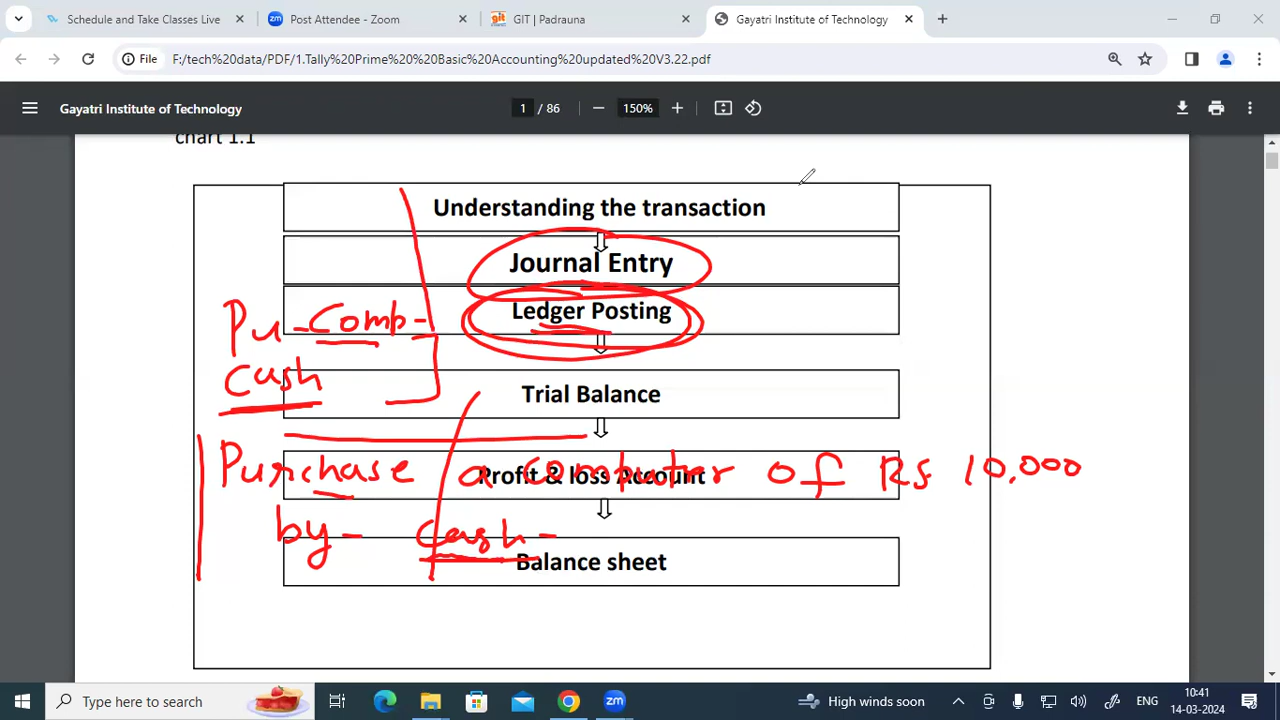 Schedule and Take Classes Live
Post Attendee - Zoom
GIT | Padrauna
Gayatri Institute of Technology
File
F:/tech%20data/PDF/1.Tally%20Prime%20%20Basic%20Accounting%20updated%20V3.22.pdf
Gayatri Institute of Technology
1 / 86
150%
chart 1.1
Understanding the transaction
Journal Entry
Ledger Posting
Pu - Comp -
Cash
Trial Balance
Purchase a computer of Rs 10,000
Profit & loss Account
by - cash -
Balance sheet
Type here to search
High winds soon
ENG
10:41
14-03-2024